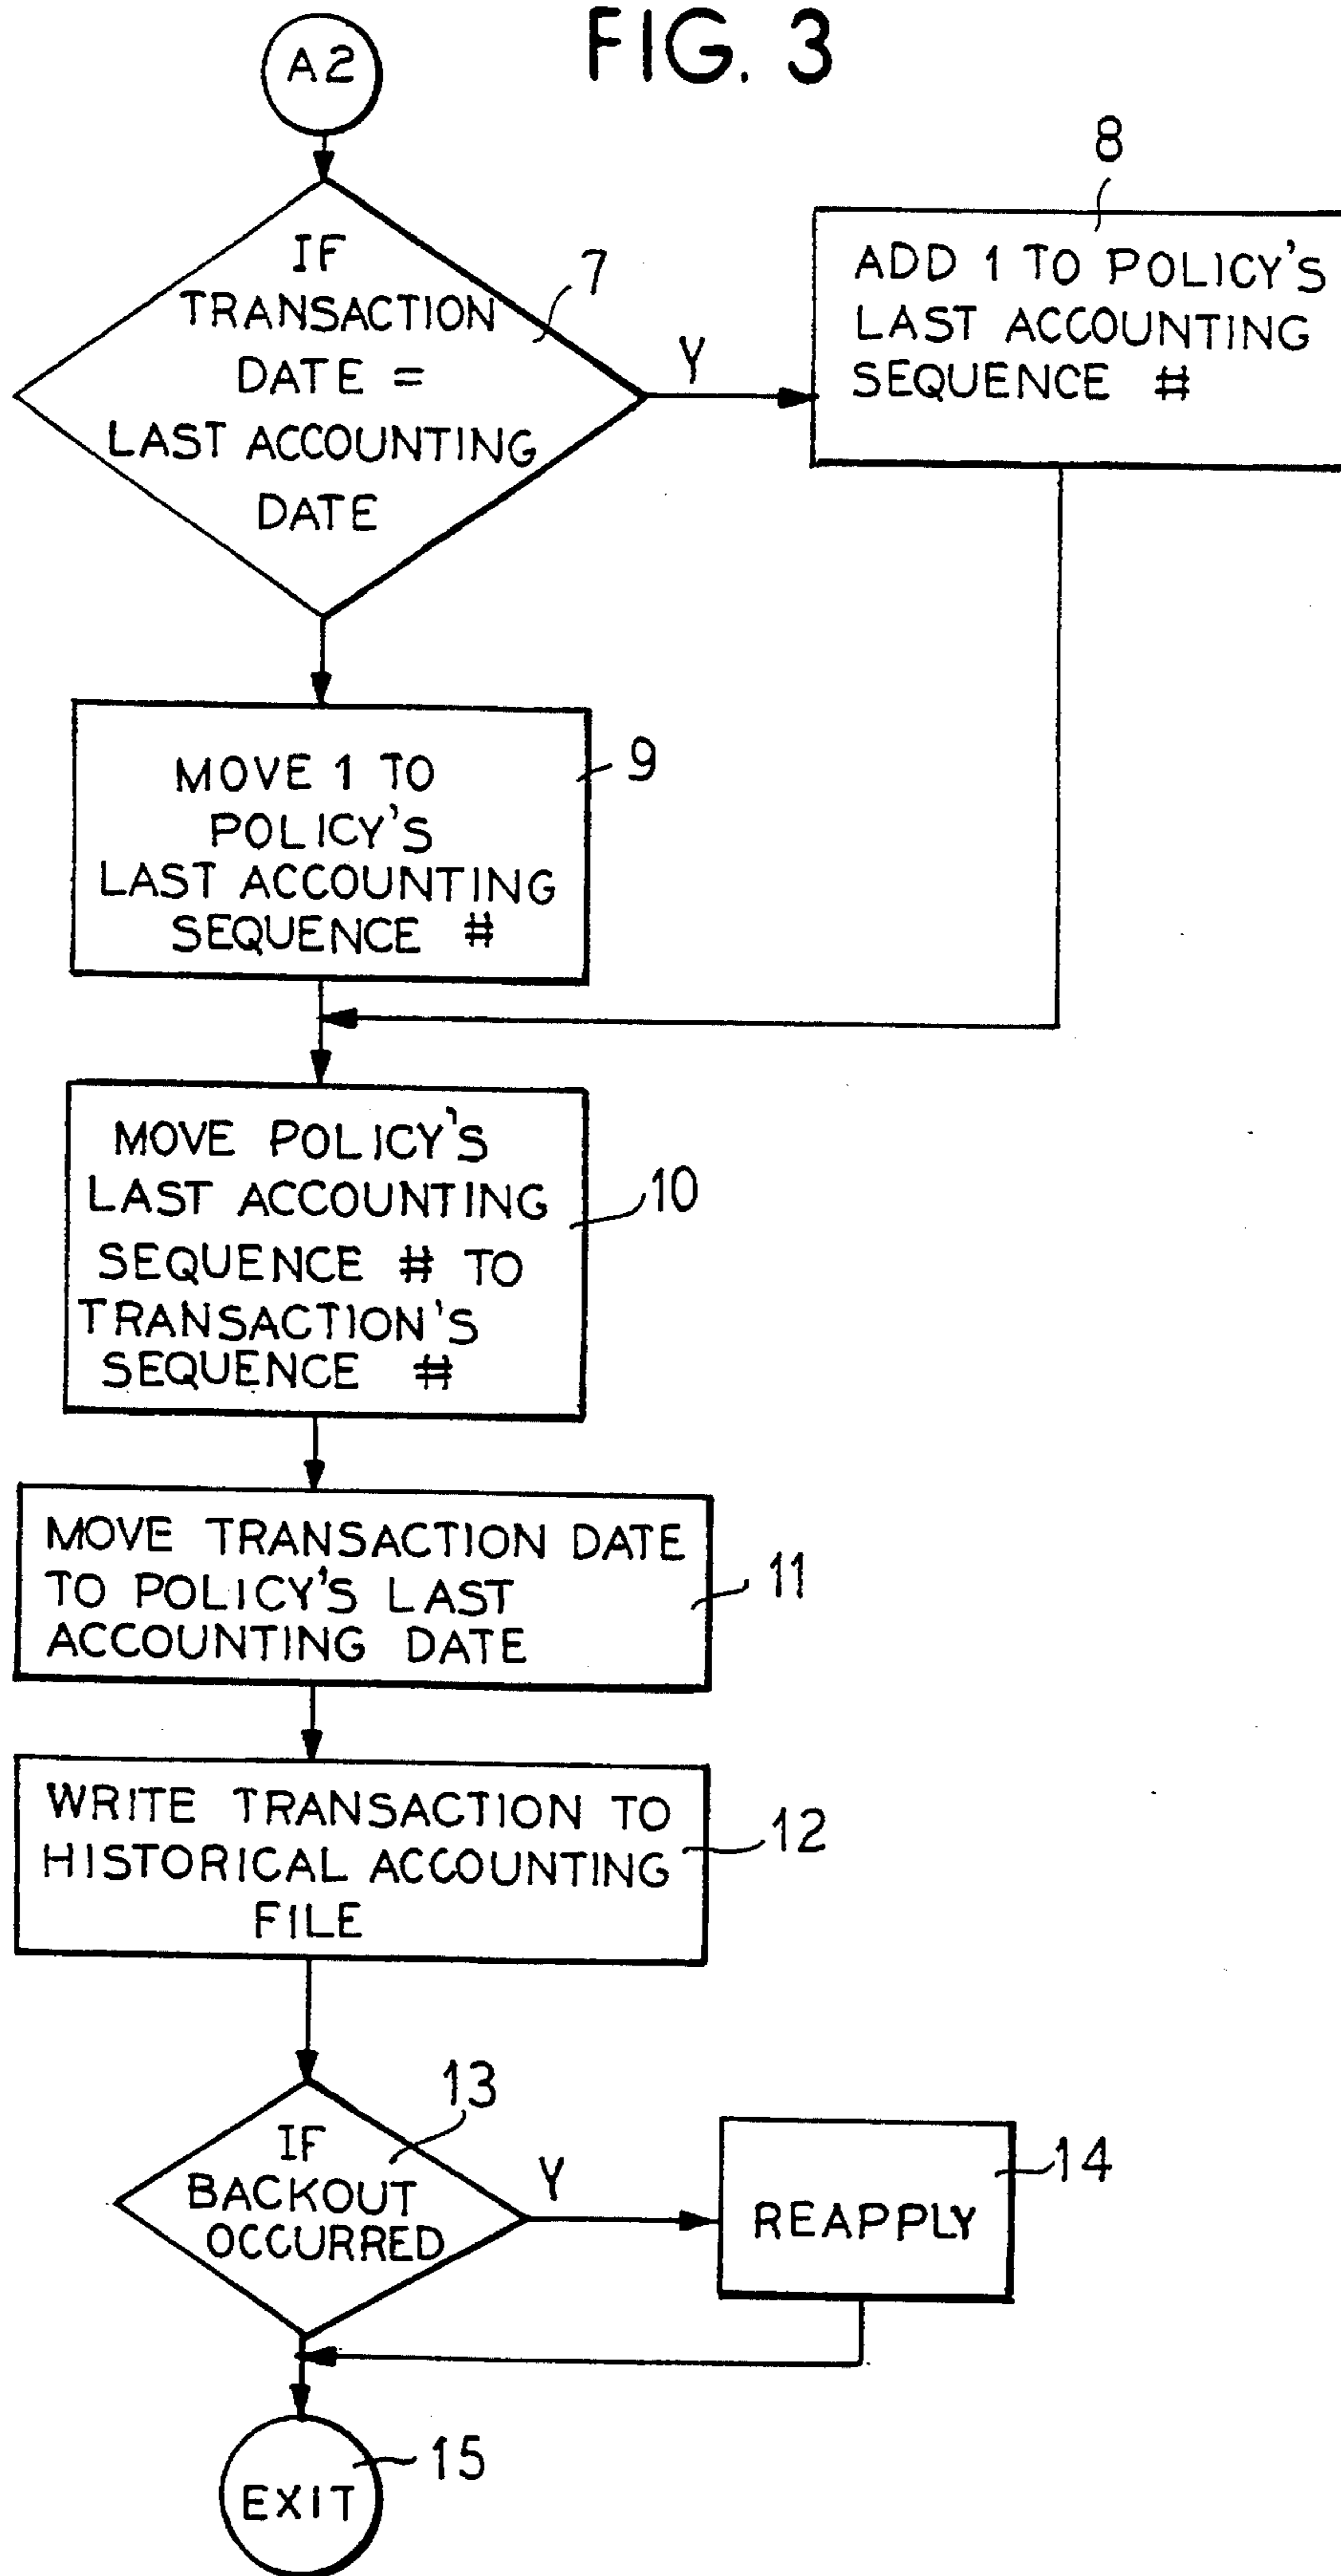 FIG. 3
A2
IF
TRANSACTION
DATE =
LAST ACCOUNTING
DATE
7
Y
8
ADD 1 TO POLICY'S
LAST ACCOUNTING
SEQUENCE #
MOVE 1 TO
POLICY'S
LAST ACCOUNTING
SEQUENCE #
9
MOVE POLICY'S
LAST ACCOUNTING
SEQUENCE # TO
TRANSACTION'S
SEQUENCE #
10
MOVE TRANSACTION DATE
TO POLICY'S LAST
ACCOUNTING DATE
11
WRITE TRANSACTION TO
HISTORICAL ACCOUNTING
FILE
12
IF
BACKOUT
OCCURRED
13
Y
REAPPLY
14
EXIT
15